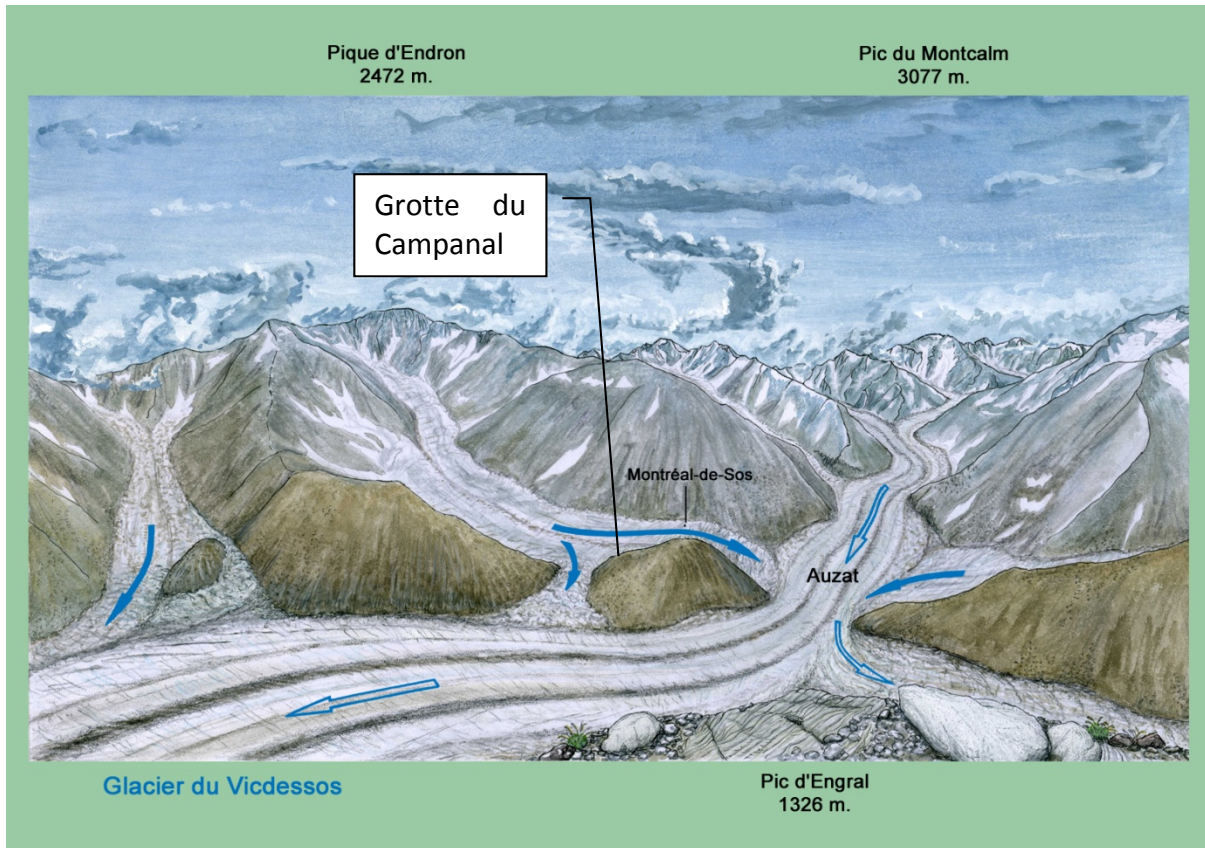 Pique d'Endron
2472 m.
Pic du Montcalm
3077 m.
Grotte du
Campanal
Montréal-de-Sos
Auzat
Glacier du Vicdessos
Pic d'Engral
1326 m.